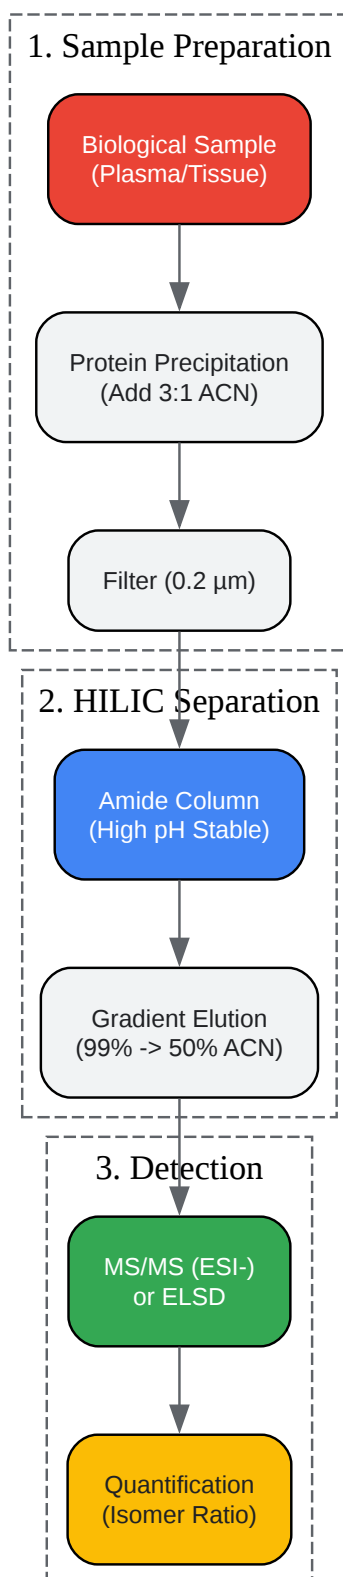 1. Sample Preparation
Biological Sample
(Plasma/Tissue)
Protein Precipitation
(Add 3:1 ACN)
Filter (0.2 µm)
2. HILIC Separation
Amide Column
(High pH Stable)
Gradient Elution
(99% -> 50% ACN)
3. Detection
MS/MS (ESI-)
or ELSD
Quantification
(Isomer Ratio)